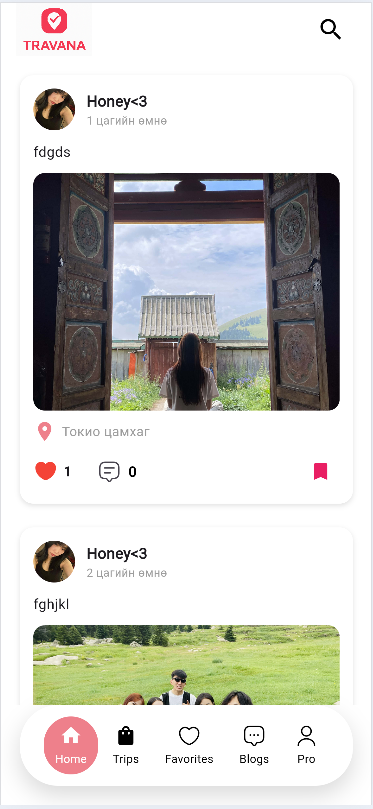 TRAVANA
Honey<3
1 цагийн өмнө
fdgds
Токио цамхаг
1
0
Honey<3
2 цагийн өмнө
fghjkl
Home
Trips
Favorites
Blogs
Pro